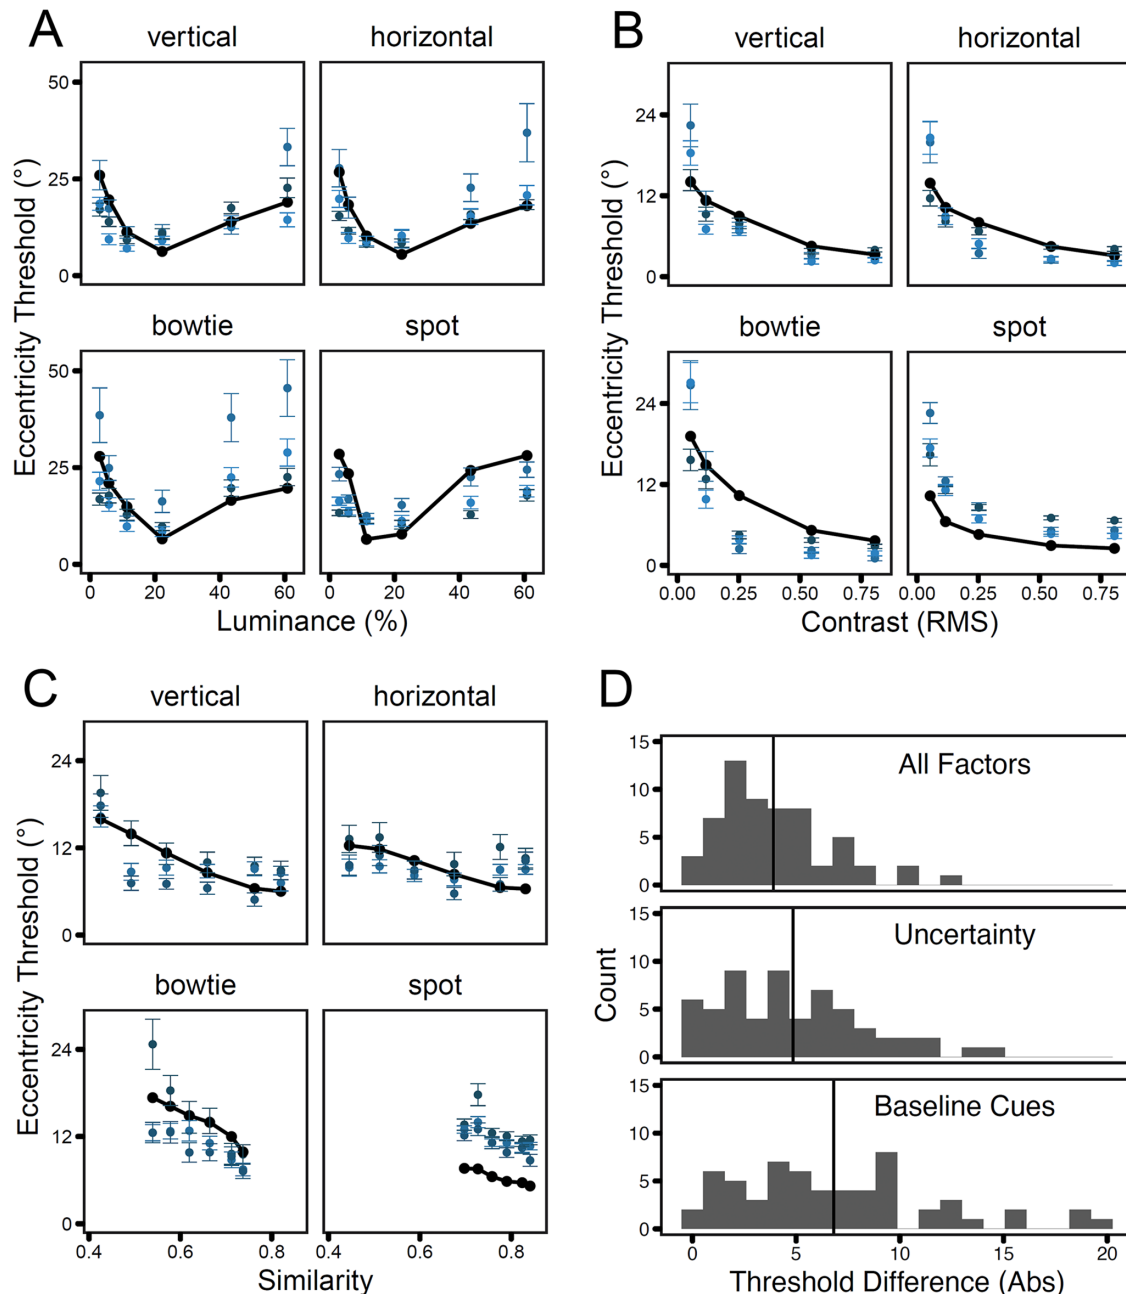 A
vertical
horizontal
50
25
0
bowtie
spot
50
25
0
0
20
40
60
0
20
40
60
Eccentricity Threshold (°)
Luminance (%)
B
vertical
horizontal
24
12
0
bowtie
spot
24
12
0
0.00
0.25
0.50
0.75
0.00
0.25
0.50
0.75
Eccentricity Threshold (°)
Contrast (RMS)
C
vertical
horizontal
24
12
0
bowtie
spot
24
12
0
0.4
0.6
0.8
0.4
0.6
0.8
Eccentricity Threshold (°)
Similarity
D
15
10
5
0
All Factors
15
10
5
0
Uncertainty
15
10
5
0
Baseline Cues
0
5
10
15
20
Count
Threshold Difference (Abs)